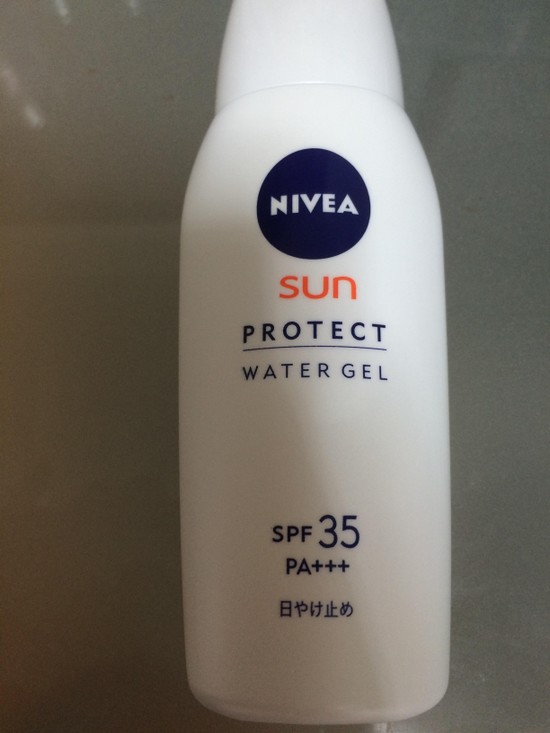 NIVEA
sun
PROTECT
WATER GEL
SPF 35
PA+++
日やけ止め